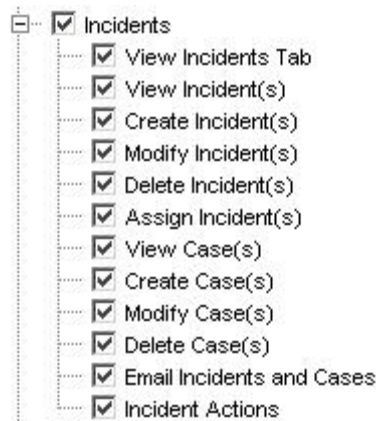 Incidents
View Incidents Tab
View Incident(s)
Create Incident(s)
Modify Incident(s)
Delete Incident(s)
Assign Incident(s)
View Case(s)
Create Case(s)
Modify Case(s)
Delete Case(s)
Email Incidents and Cases
Incident Actions